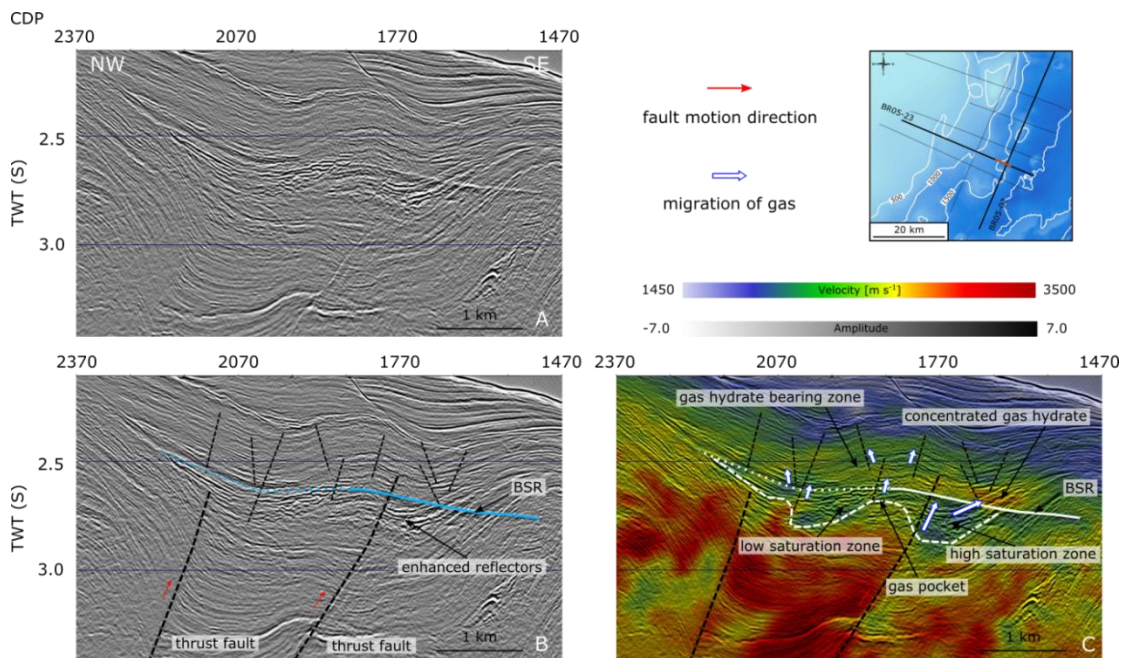 CDP
2370 2070 1770 1470
NW SE
2.5
TWT (S)
3.0
1 km A
fault motion direction
migration of gas
BR05-23
500
1000
1500
BR05-02
20 km
1450 Velocity [m s⁻¹] 3500
-7.0 Amplitude 7.0
2370 2070 1770 1470
2.5
BSR
TWT (S)
enhanced reflectors
3.0
thrust fault thrust fault
1 km B
2370 2070 1770 1470
gas hydrate bearing zone
concentrated gas hydrate
BSR
low saturation zone
high saturation zone
gas pocket
1 km C